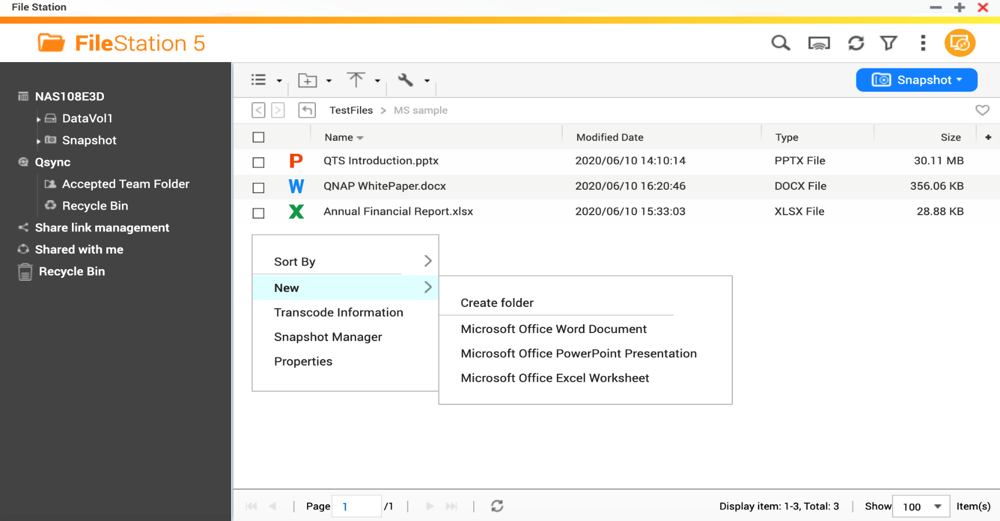 File Station
FileStation 5
NAS108E3D
DataVol1
Snapshot
Qsync
Accepted Team Folder
Recycle Bin
Share link management
Shared with me
Recycle Bin
Snapshot
TestFiles > MS sample
Name Modified Date Type Size
P QTS Introduction.pptx 2020/06/10 14:10:14 PPTX File 30.11 MB
W QNAP WhitePaper.docx 2020/06/10 16:20:46 DOCX File 356.06 KB
X Annual Financial Report.xlsx 2020/06/10 15:33:03 XLSX File 28.88 KB
Sort By
New
Transcode Information
Snapshot Manager
Properties
Create folder
Microsoft Office Word Document
Microsoft Office PowerPoint Presentation
Microsoft Office Excel Worksheet
Page 1 /1 Display item: 1-3, Total: 3 Show 100 Item(s)